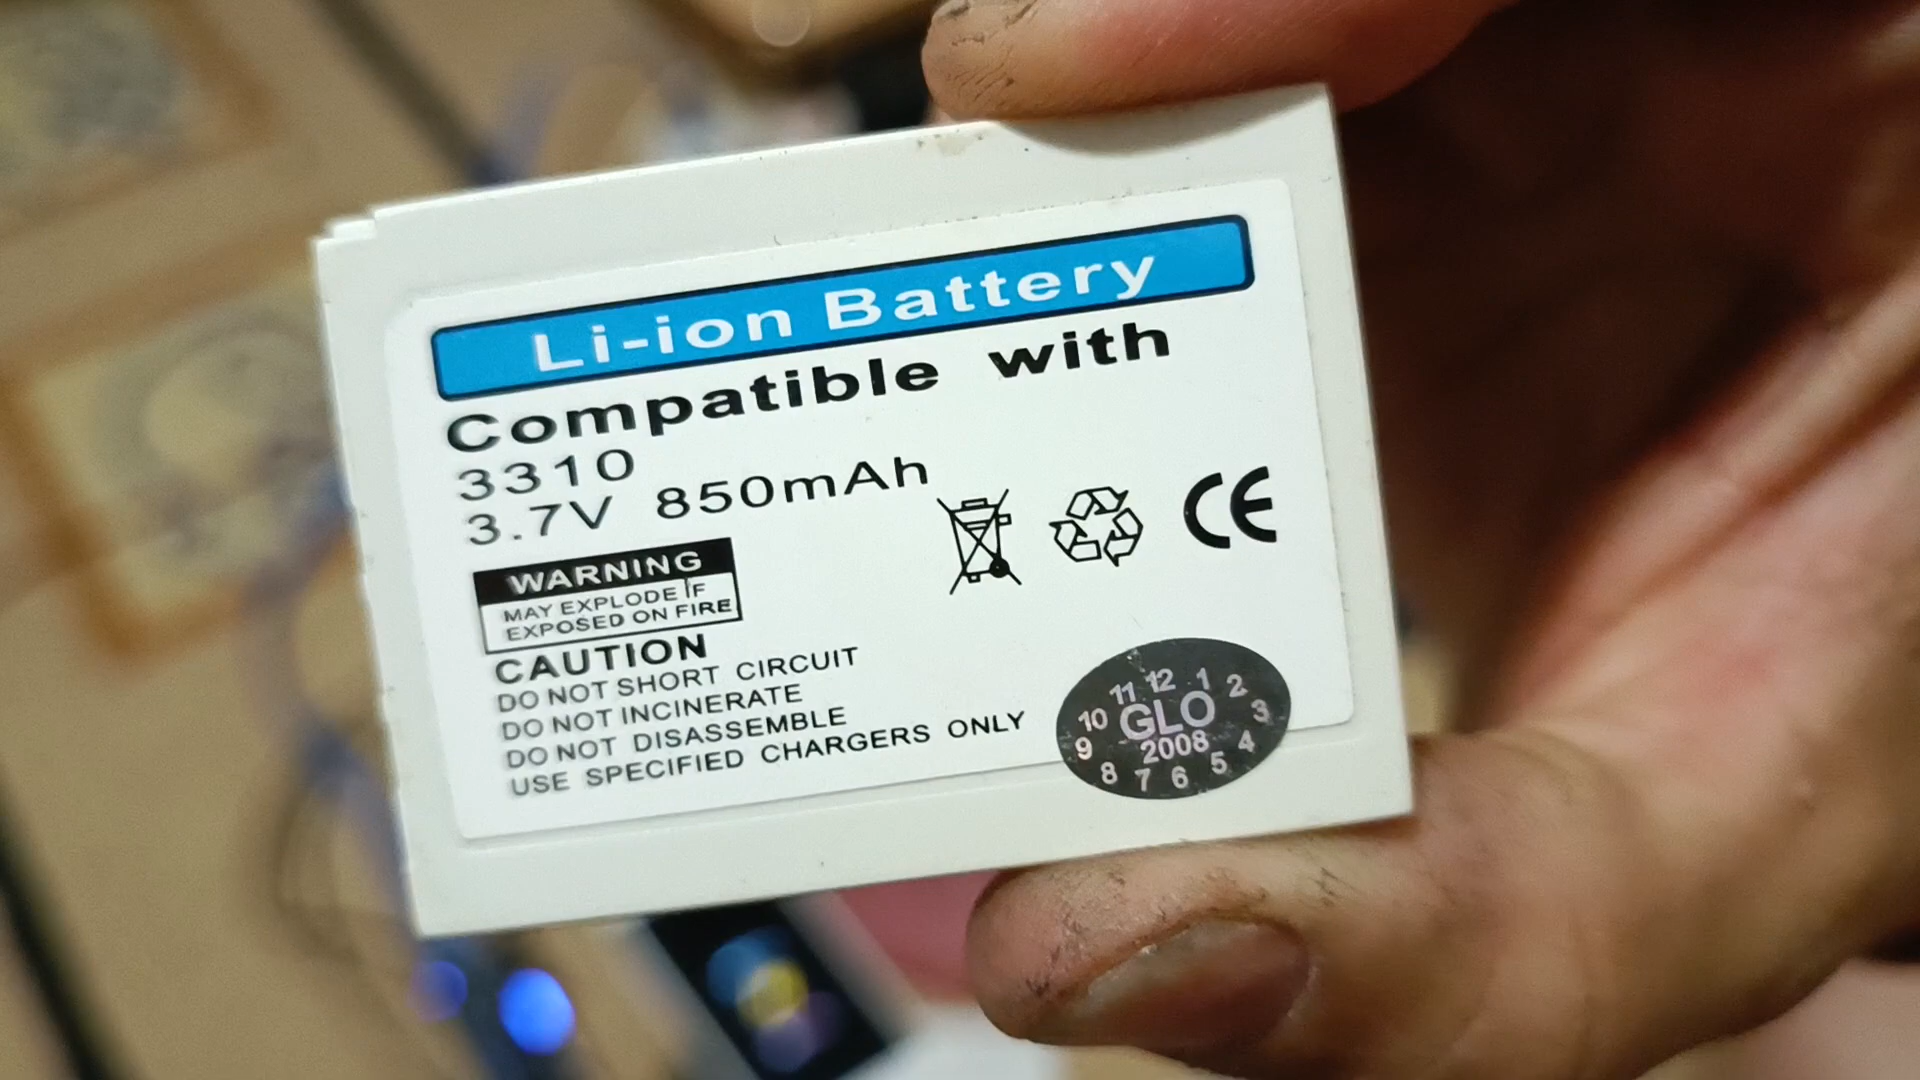 Li-ion Battery
Compatible with
3310
3.7V 850mAh
CE
WARNING
MAY EXPLODE IF
EXPOSED ON FIRE
CAUTION
DO NOT SHORT CIRCUIT
DO NOT INCINERATE
DO NOT DISASSEMBLE
USE SPECIFIED CHARGERS ONLY
11 12 1 2
10 GLO 3
9 2008 4
8 7 6 5